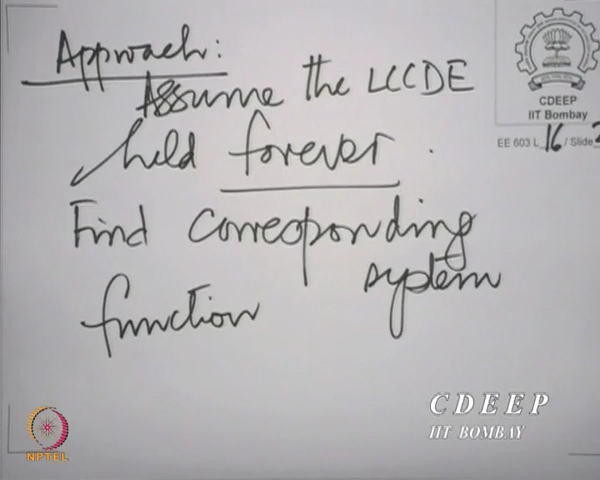 Approach:
Assume the LCCDE
held forever.
Find corresponding
system
function
CDEEP
IIT Bombay
EE 603 L 16 / Slide
CDEEP
IIT BOMBAY
NPTEL